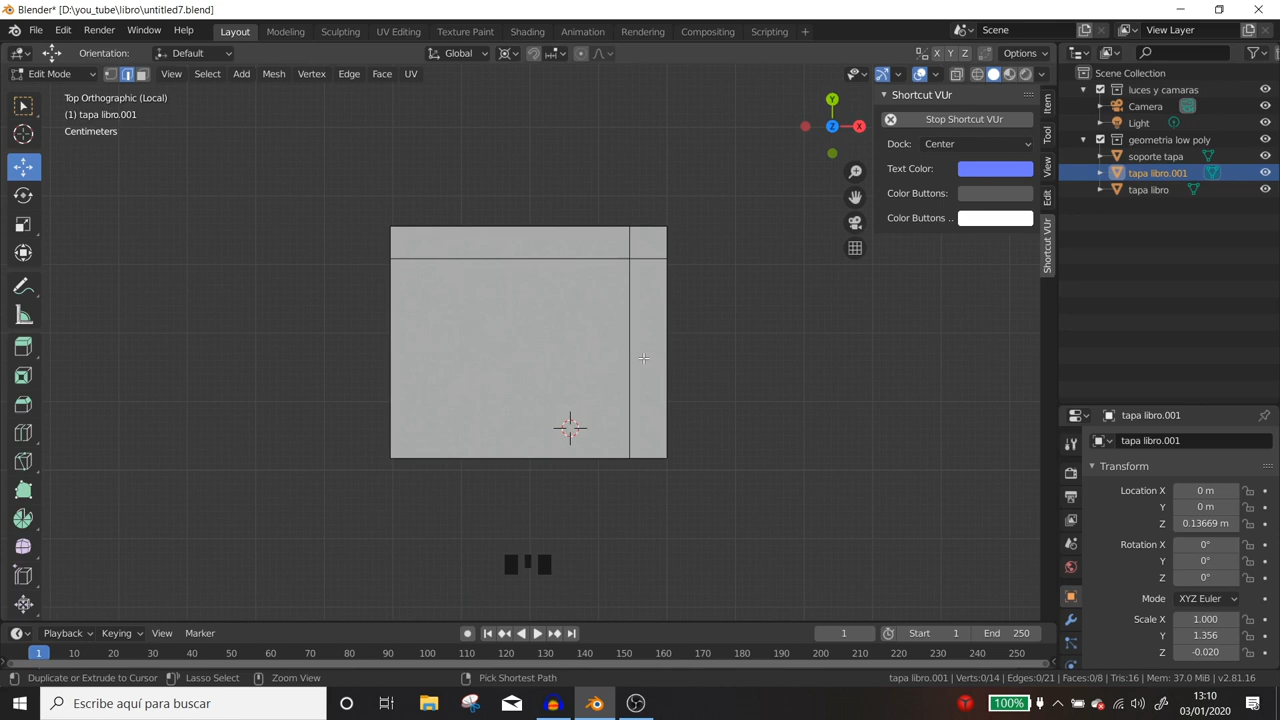 Blender* [D:\you_tube\libro\untitled7.blend]
File Edit Render Window Help Layout Modeling Sculpting UV Editing Texture Paint Shading Animation Rendering Compositing Scripting + Scene View Layer
Orientation: Default Global X Y Z Options
Edit Mode View Select Add Mesh Vertex Edge Face UV
Scene Collection
luces y camaras
Camera
Light
geometria low poly
soporte tapa
tapa libro.001
tapa libro
Top Orthographic (Local)
(1) tapa libro.001
Centimeters
Y
Z X
Shortcut VUr
Stop Shortcut VUr
Dock: Center
Text Color:
Color Buttons:
Color Buttons ..
Item
Tool
View
Edit
Shortcut VUr
tapa libro.001
tapa libro.001
Transform
Location X 0 m
Y 0 m
Z 0.13669 m
Rotation X 0°
Y 0°
Z 0°
Mode XYZ Euler
Scale X 1.000
Y 1.356
Z -0.020
Playback Keying View Marker 1 Start 1 End 250
1 10 20 30 40 50 60 70 80 90 100 110 120 130 140 150 160 170 180 190 200 210 220 230 240 250
Duplicate or Extrude to Cursor Lasso Select Zoom View Pick Shortest Path tapa libro.001 | Verts:0/14 | Edges:0/21 | Faces:0/8 | Tris:16 | Mem: 37.0 MiB | v2.81.16
Escribe aquí para buscar 100% 13:10
03/01/2020